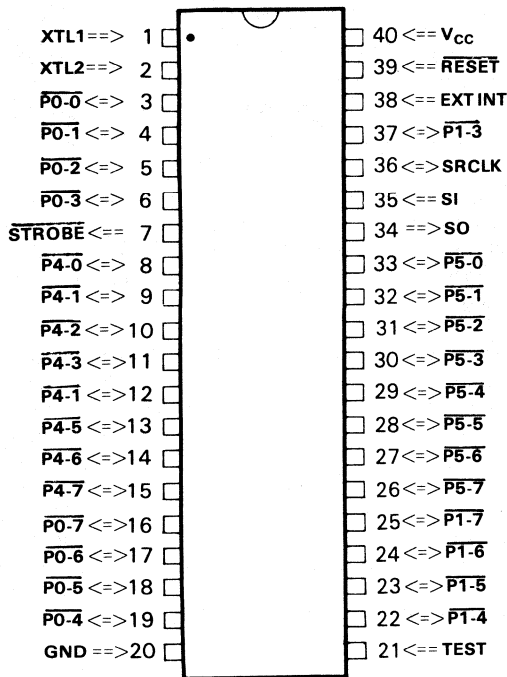 XTL1==> 1 40 <== VCC
XTL2==> 2 39 <== RESET
P0-0 <=> 3 38 <== EXT INT
P0-1 <=> 4 37 <=> P1-3
P0-2 <=> 5 36 <=> SRCLK
P0-3 <=> 6 35 <== SI
STROBE <== 7 34 ==> SO
P4-0 <=> 8 33 <=> P5-0
P4-1 <=> 9 32 <=> P5-1
P4-2 <=> 10 31 <=> P5-2
P4-3 <=> 11 30 <=> P5-3
P4-1 <=> 12 29 <=> P5-4
P4-5 <=> 13 28 <=> P5-5
P4-6 <=> 14 27 <=> P5-6
P4-7 <=> 15 26 <=> P5-7
P0-7 <=> 16 25 <=> P1-7
P0-6 <=> 17 24 <=> P1-6
P0-5 <=> 18 23 <=> P1-5
P0-4 <=> 19 22 <=> P1-4
GND ==> 20 21 <== TEST